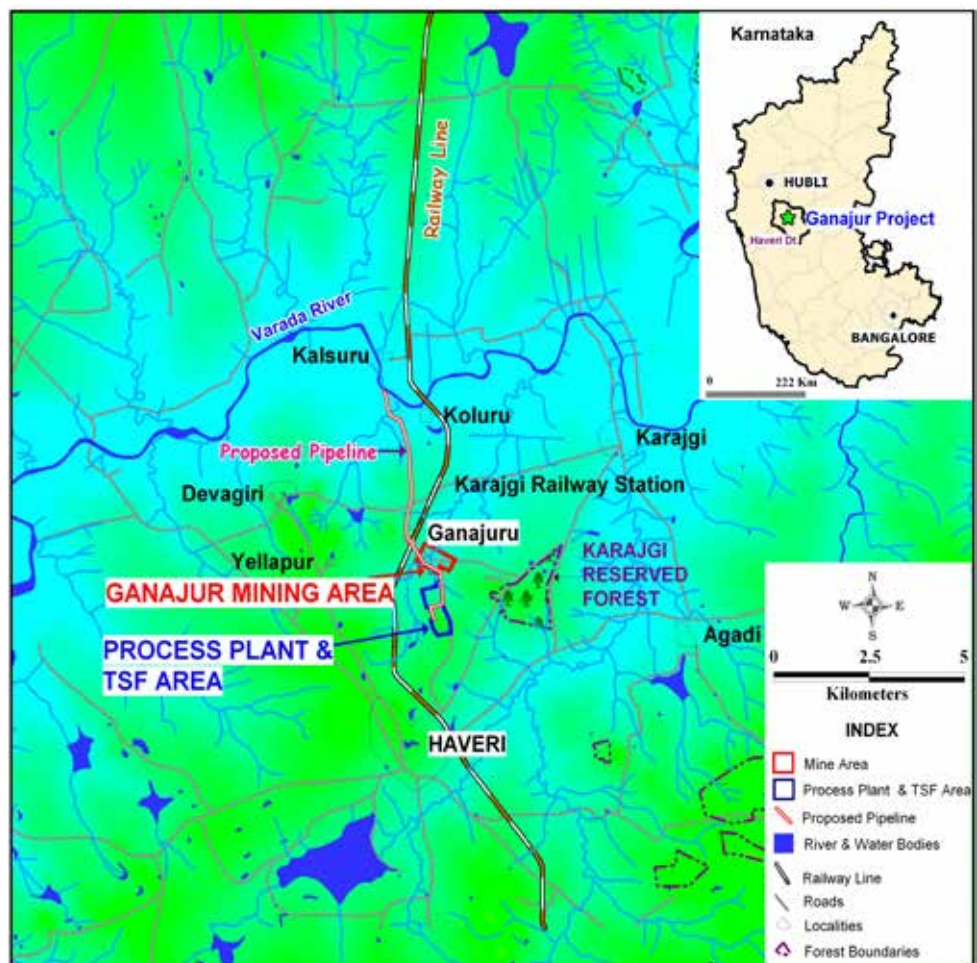 Karnataka
HUBLI
Ganajur Project
Haveri Dt.
BANGALORE
0 222 Km
Railway Line
Varada River
Kalsuru
Koluru
Karajgi
Proposed Pipeline
Karajgi Railway Station
Devagiri
Ganajuru
Yellapur
KARAJGI
RESERVED
FOREST
GANAJUR MINING AREA
PROCESS PLANT &
TSF AREA
Agadi
HAVERI
N
W E
S
0 2.5 5
Kilometers
INDEX
Mine Area
Process Plant & TSF Area
Proposed Pipeline
River & Water Bodies
Railway Line
Roads
Localities
Forest Boundaries